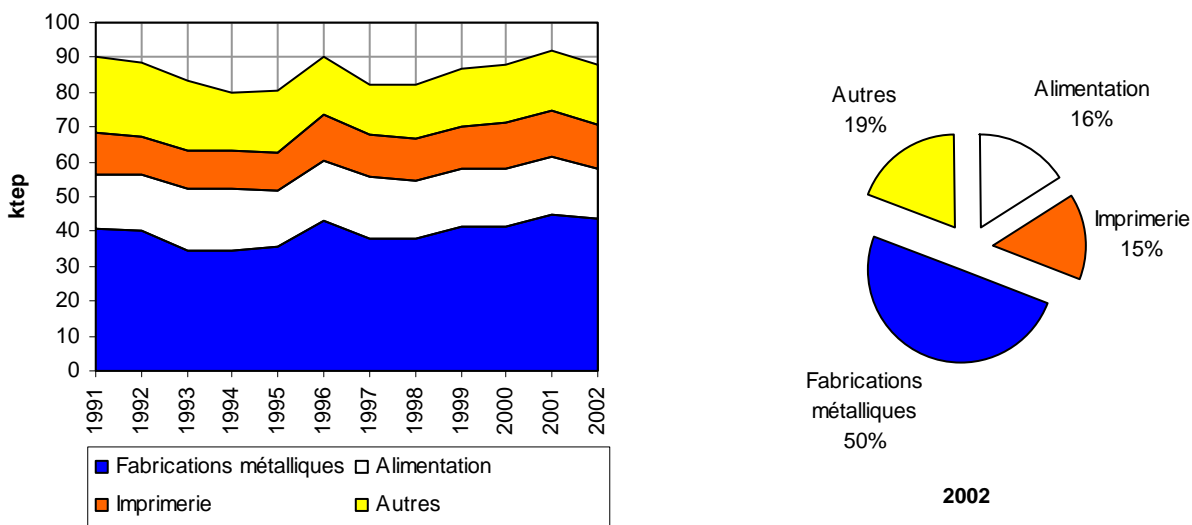 100
90
80
70
60
50
40
30
20
10
0
ktep
1991
1992
1993
1994
1995
1996
1997
1998
1999
2000
2001
2002
Fabrications métalliques
Alimentation
Imprimerie
Autres
Autres
19%
Alimentation
16%
Imprimerie
15%
Fabrications
métalliques
50%
2002